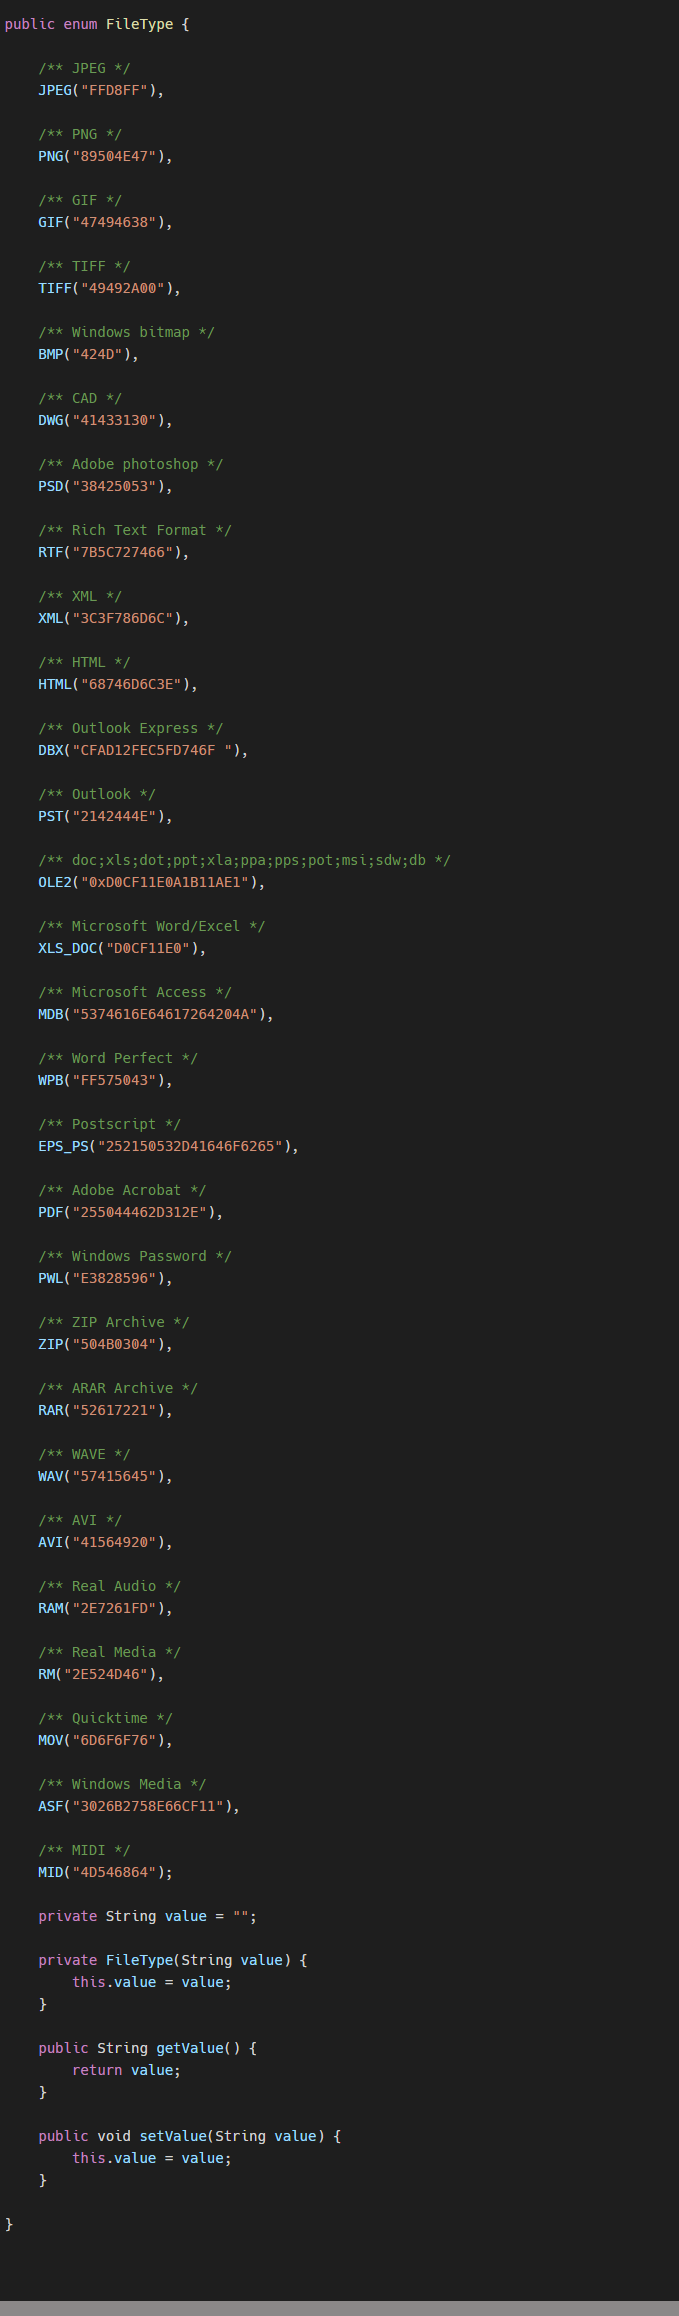 public enum FileType {
/** JPEG */
JPEG("FFD8FF"),
/** PNG */
PNG("89504E47"),
/** GIF */
GIF("47494638"),
/** TIFF */
TIFF("49492A00"),
/** Windows bitmap */
BMP("424D"),
/** CAD */
DWG("41433130"),
/** Adobe photoshop */
PSD("38425053"),
/** Rich Text Format */
RTF("7B5C727466"),
/** XML */
XML("3C3F786D6C"),
/** HTML */
HTML("68746D6C3E"),
/** Outlook Express */
DBX("CFAD12FEC5FD746F "),
/** Outlook */
PST("2142444E"),
/** doc;xls;dot;ppt;xla;ppa;pps;pot;msi;sdw;db */
OLE2("0xD0CF11E0A1B11AE1"),
/** Microsoft Word/Excel */
XLS_DOC("D0CF11E0"),
/** Microsoft Access */
MDB("5374616E64617264204A"),
/** Word Perfect */
WPB("FF575043"),
/** Postscript */
EPS_PS("252150532D41646F6265"),
/** Adobe Acrobat */
PDF("255044462D312E"),
/** Windows Password */
PWL("E3828596"),
/** ZIP Archive */
ZIP("504B0304"),
/** ARAR Archive */
RAR("52617221"),
/** WAVE */
WAV("57415645"),
/** AVI */
AVI("41564920"),
/** Real Audio */
RAM("2E7261FD"),
/** Real Media */
RM("2E524D46"),
/** Quicktime */
MOV("6D6F6F76"),
/** Windows Media */
ASF("3026B2758E66CF11"),
/** MIDI */
MID("4D546864");
private String value = "";
private FileType(String value) {
this.value = value;
}
public String getValue() {
return value;
}
public void setValue(String value) {
this.value = value;
}
}